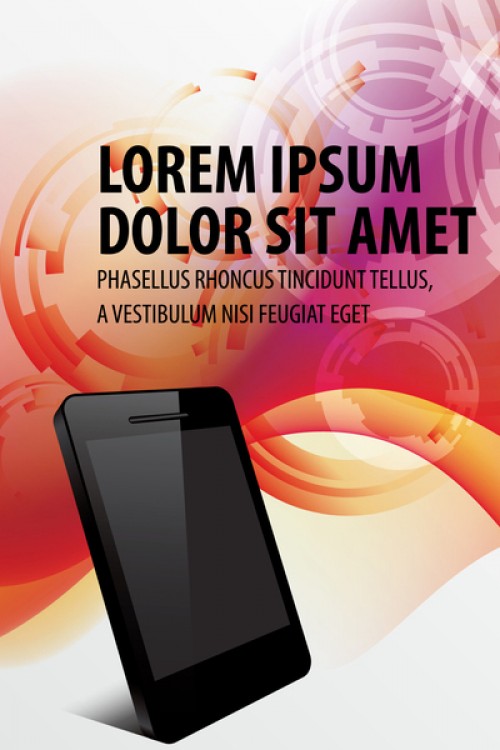 LOREM IPSUM
DOLOR SIT AMET
PHASELLUS RHONCUS TINCIDUNT TELLUS,
A VESTIBULUM NISI FEUGIAT EGET